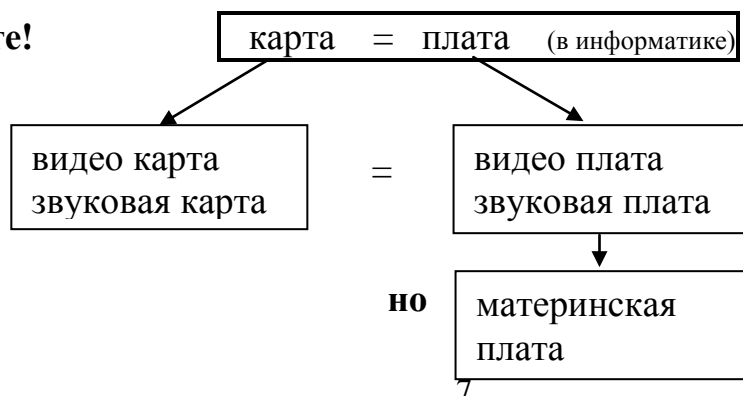 те!
карта = плата (в информатике)
видео карта
звуковая карта
=
видео плата
звуковая плата
но
материнская
плата
7